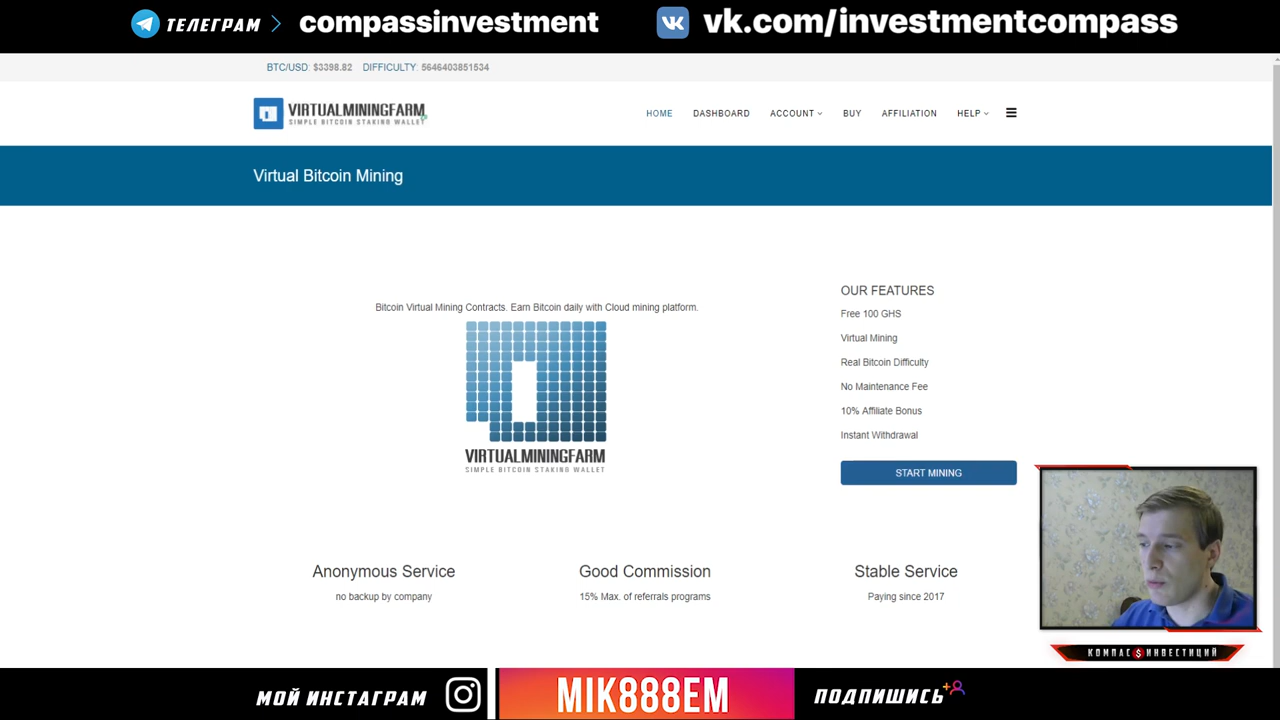 ТЕЛЕГРАМ > compassinvestment vk.com/investmentcompass
BTC/USD: $3398.82 DIFFICULTY: 5646403851534
VIRTUALMININGFARM
SIMPLE BITCOIN STAKING WALLET
HOME DASHBOARD ACCOUNT BUY AFFILIATION HELP
Virtual Bitcoin Mining
Bitcoin Virtual Mining Contracts. Earn Bitcoin daily with Cloud mining platform.
VIRTUALMININGFARM
SIMPLE BITCOIN STAKING WALLET
OUR FEATURES
Free 100 GHS
Virtual Mining
Real Bitcoin Difficulty
No Maintenance Fee
10% Affiliate Bonus
Instant Withdrawal
START MINING
Anonymous Service
no backup by company
Good Commission
15% Max. of referrals programs
Stable Service
Paying since 2017
КОМПАС $ ИНВЕСТИЦИЙ
МОЙ ИНСТАГРАМ MIK888EM ПОДПИШИСЬ